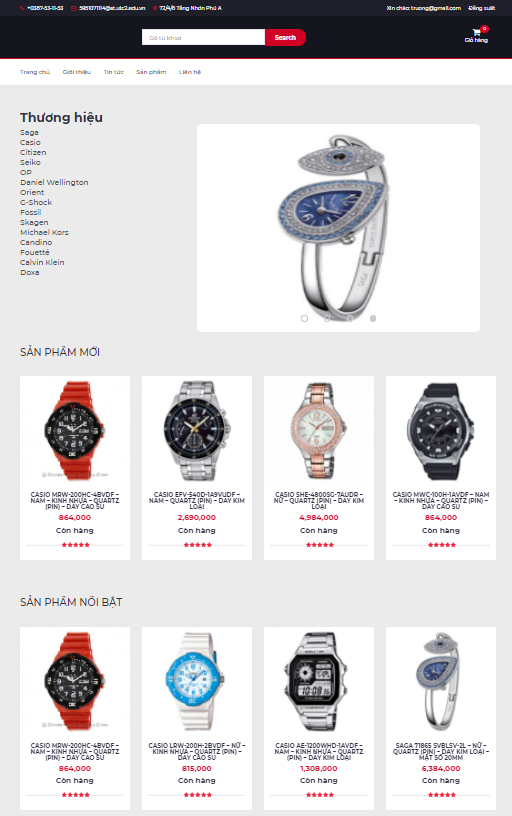 +0387-53-11-53 5951071114@st.utc2.edu.vn 72/4/8 Tăng Nhơn Phú A Xin chào: truong@gmail.com Đăng xuất
Gõ từ khoá Search 0
Giỏ hàng
Trang chủ Giới thiệu Tin tức Sản phẩm Liên hệ
Thương hiệu
Saga
Casio
Citizen
Seiko
OP
Daniel Wellington
Orient
G-Shock
Fossil
Skagen
Michael Kors
Candino
Fouetté
Calvin Klein
Doxa
SẢN PHẨM MỚI
CASIO MRW-200HC-4BVDF –
NAM – KÍNH NHỰA – QUARTZ
(PIN) – DÂY CAO SU
864,000
Còn hàng
CASIO EFV-540D-1A9VUDF –
NAM – QUARTZ (PIN) – DÂY KIM
LOẠI
2,690,000
Còn hàng
CASIO SHE-4800SG-7AUDR –
NỮ – QUARTZ (PIN) – DÂY KIM
LOẠI
4,984,000
Còn hàng
CASIO MWC-100H-1AVDF – NAM
– KÍNH NHỰA – QUARTZ (PIN) –
DÂY CAO SU
864,000
Còn hàng
SẢN PHẨM NỔI BẬT
CASIO MRW-200HC-4BVDF –
NAM – KÍNH NHỰA – QUARTZ
(PIN) – DÂY CAO SU
864,000
Còn hàng
CASIO LRW-200H-2BVDF – NỮ –
KÍNH NHỰA – QUARTZ (PIN) –
DÂY CAO SU
815,000
Còn hàng
CASIO AE-1200WHD-1AVDF –
NAM – KÍNH NHỰA – QUARTZ
(PIN) – DÂY KIM LOẠI
1,308,000
Còn hàng
SAGA 71865 SVBLSV-2L – NỮ –
QUARTZ (PIN) – DÂY KIM LOẠI –
MẶT SỐ 20MM
6,384,000
Còn hàng